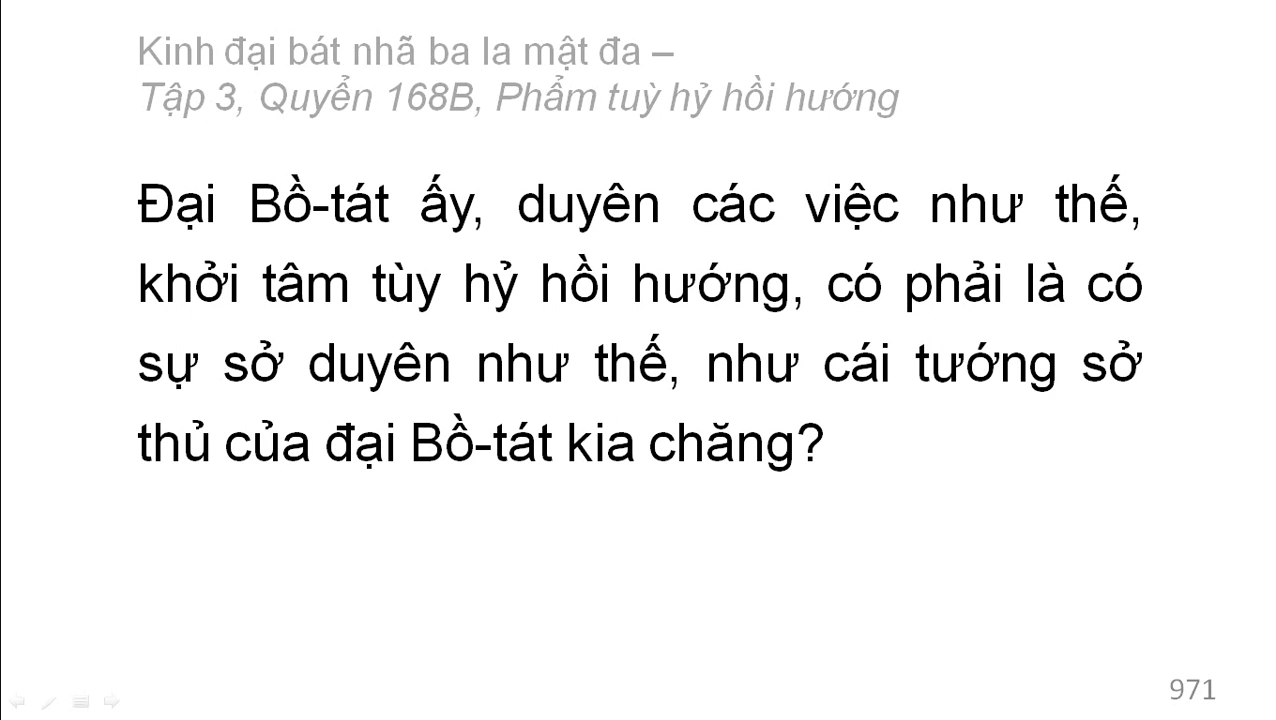 Kinh đại bát nhã ba la mật đa –
Tập 3, Quyển 168B, Phẩm tuỳ hỷ hồi hướng
Đại Bồ-tát ấy, duyên các việc như thế,
khởi tâm tùy hỷ hồi hướng, có phải là có
sự sở duyên như thế, như cái tướng sở
thủ của đại Bồ-tát kia chăng?
971